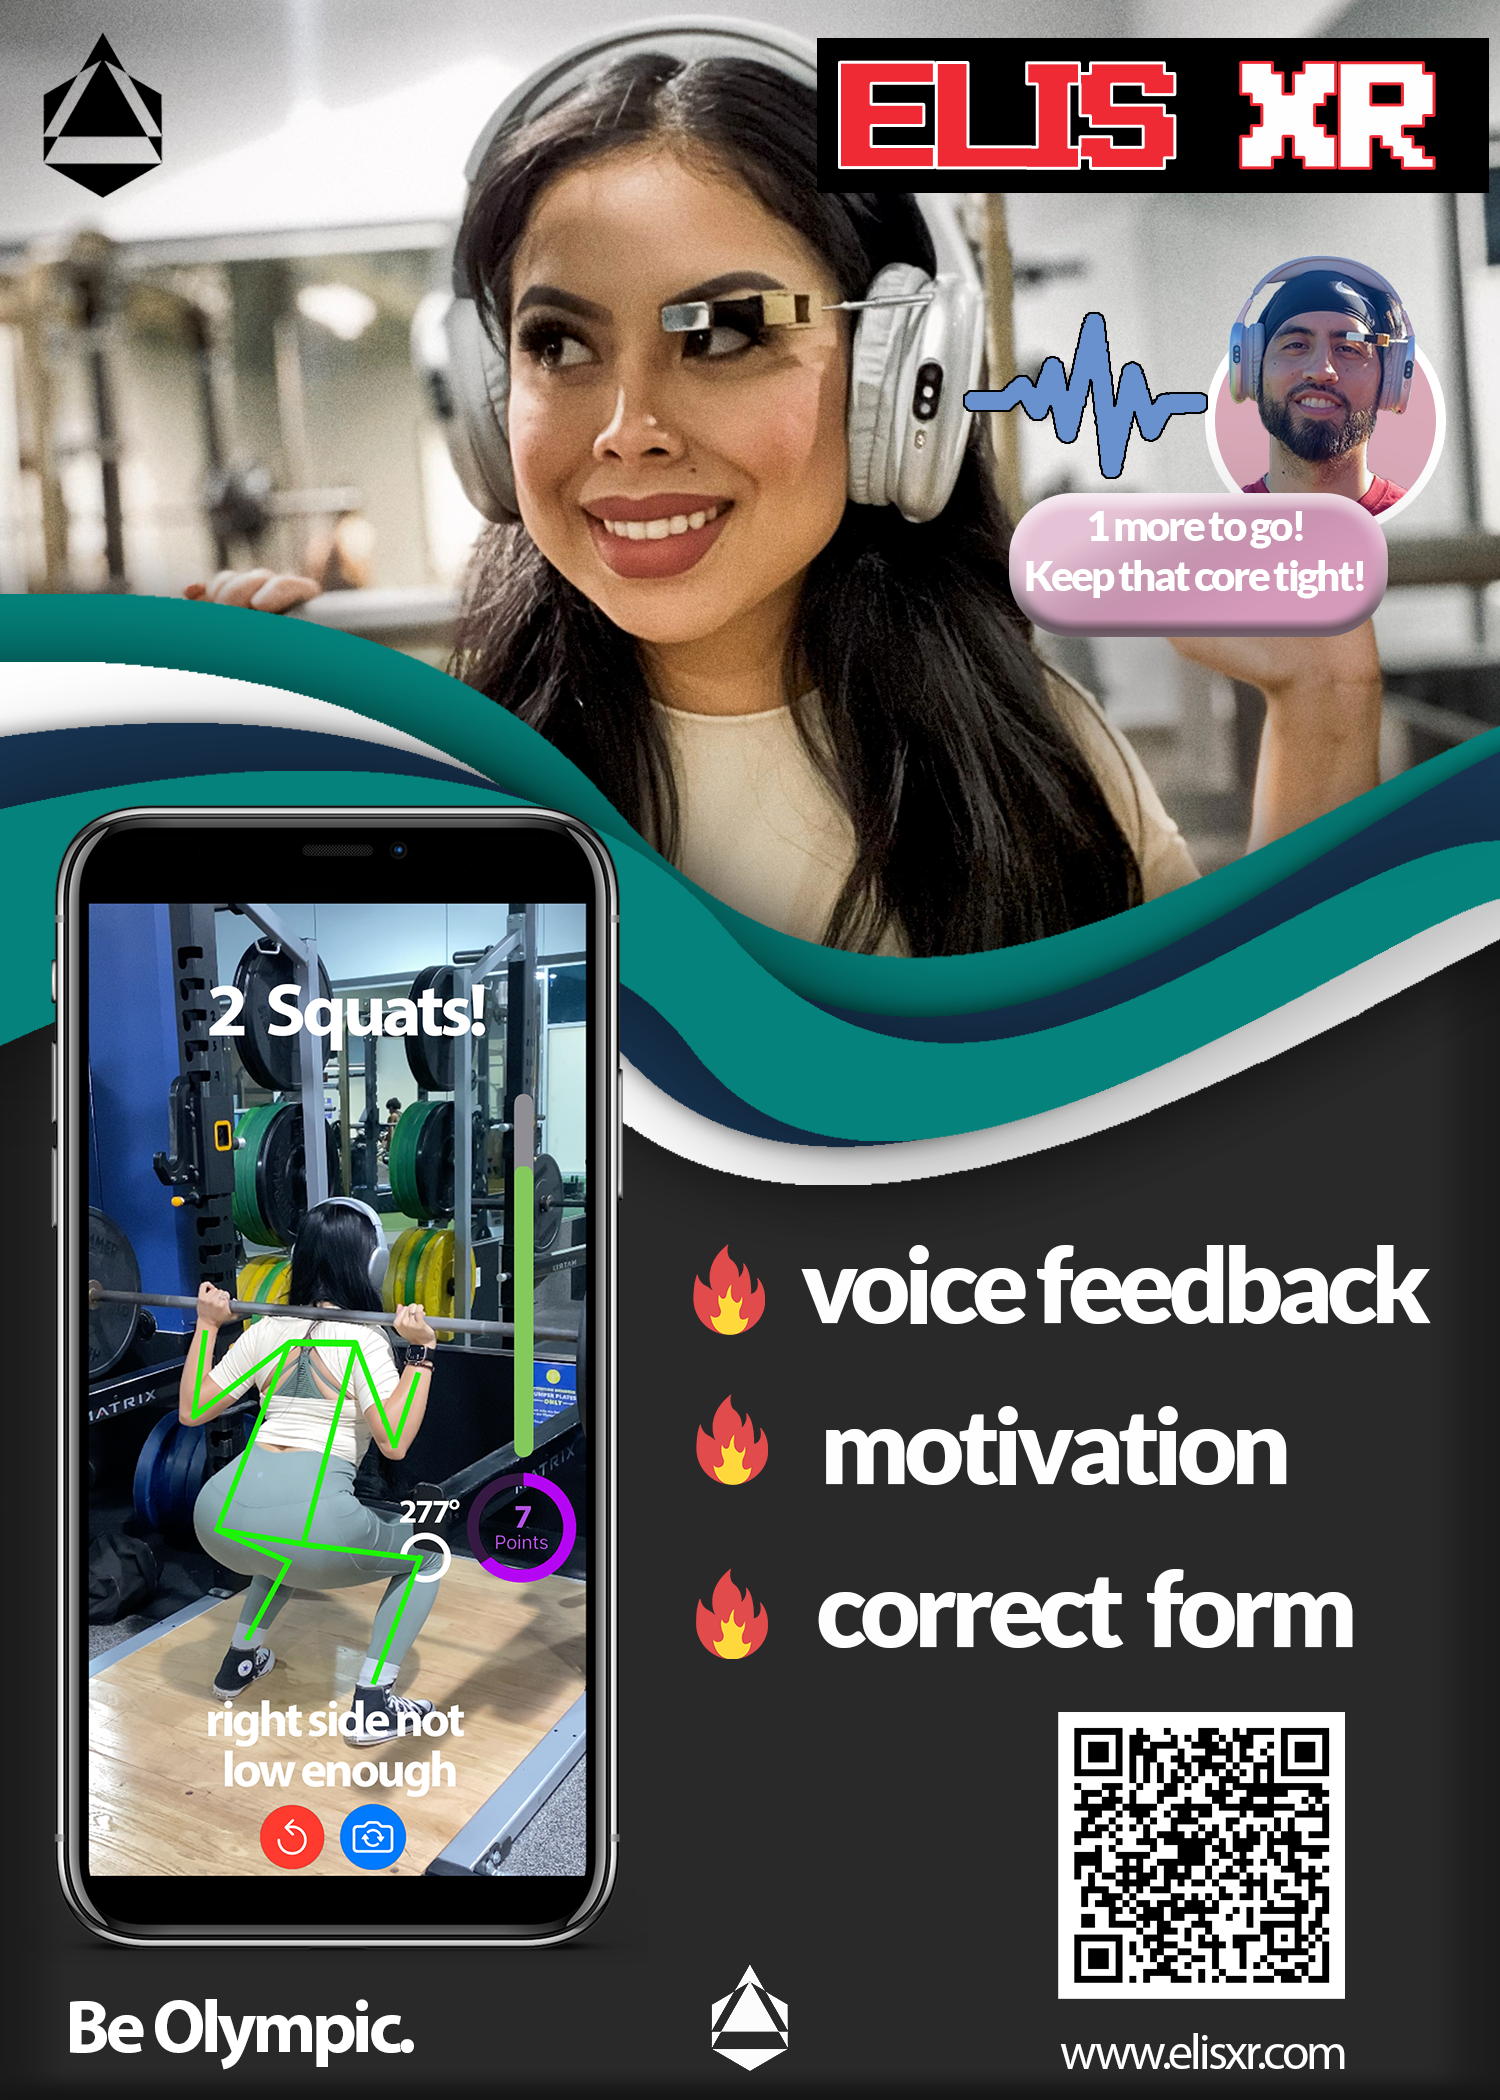 ELIS XR
1 more to go!
Keep that core tight!
2 Squats!
MATRIX
277°
7
Points
right side not
low enough
voice feedback
motivation
correct form
Be Olympic.
www.elisxr.com